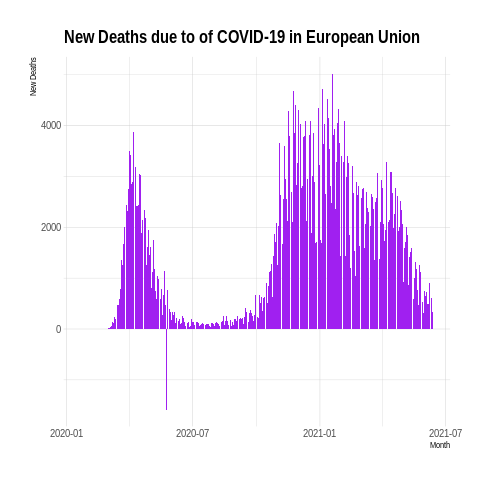 New Deaths due to of COVID-19 in European Union
New Deaths
4000
2000
0
2020-01
2020-07
2021-01
2021-07
Month